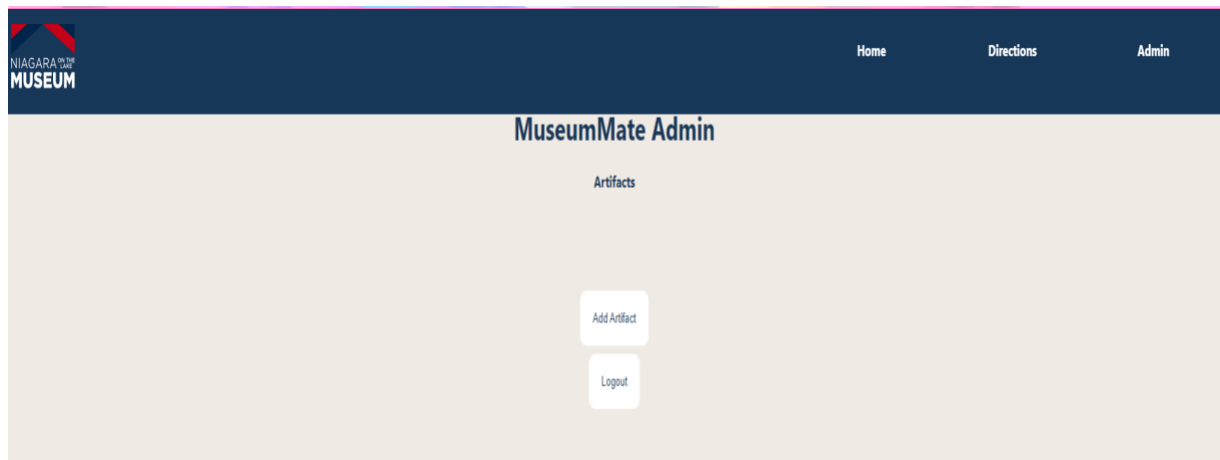 NIAGARA ON THE LAKE
MUSEUM
Home Directions Admin
MuseumMate Admin
Artifacts
Add Artifact
Logout